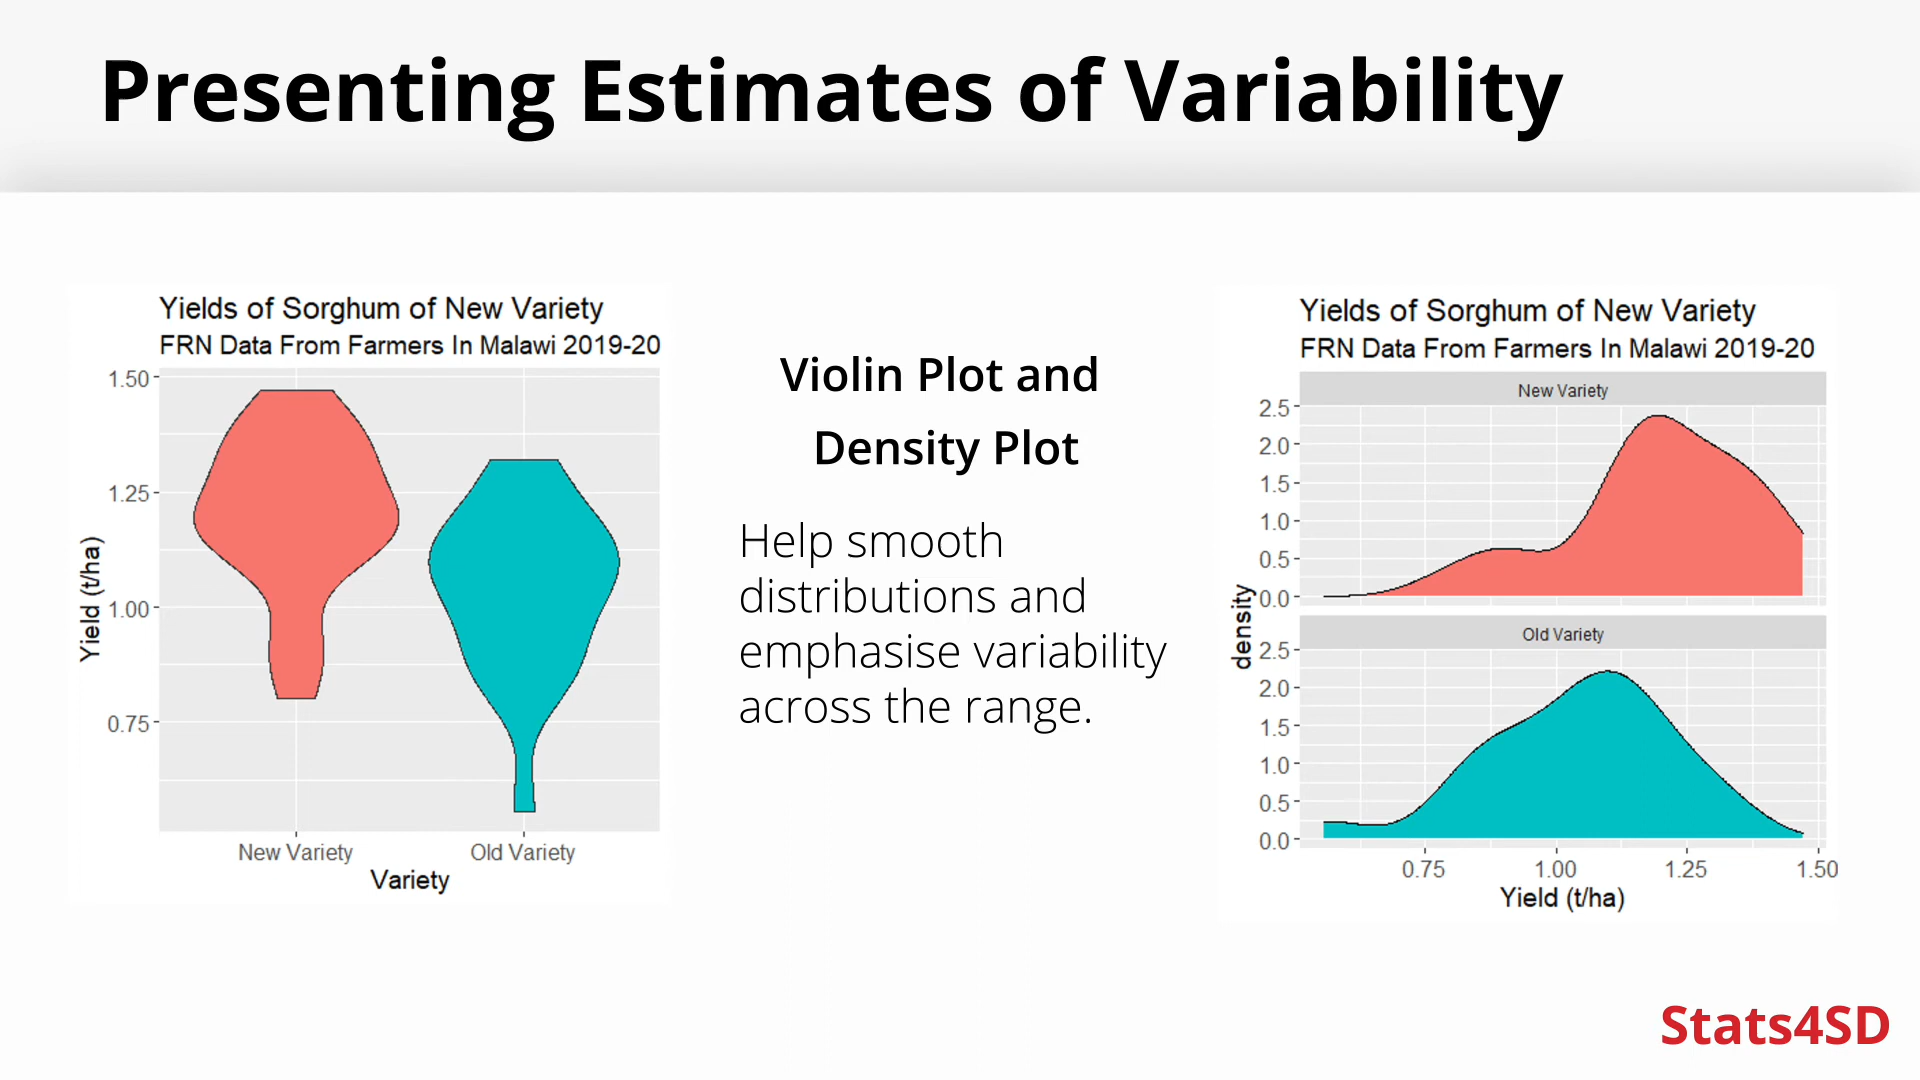 Presenting Estimates of Variability
Yields of Sorghum of New Variety
FRN Data From Farmers In Malawi 2019-20
1.50
1.25
1.00
0.75
Yield (t/ha)
New Variety
Old Variety
Variety
Violin Plot and
Density Plot
Help smooth
distributions and
emphasise variability
across the range.
Yields of Sorghum of New Variety
FRN Data From Farmers In Malawi 2019-20
New Variety
2.5
2.0
1.5
1.0
0.5
0.0
density
Old Variety
2.5
2.0
1.5
1.0
0.5
0.0
0.75
1.00
1.25
1.50
Yield (t/ha)
Stats4SD